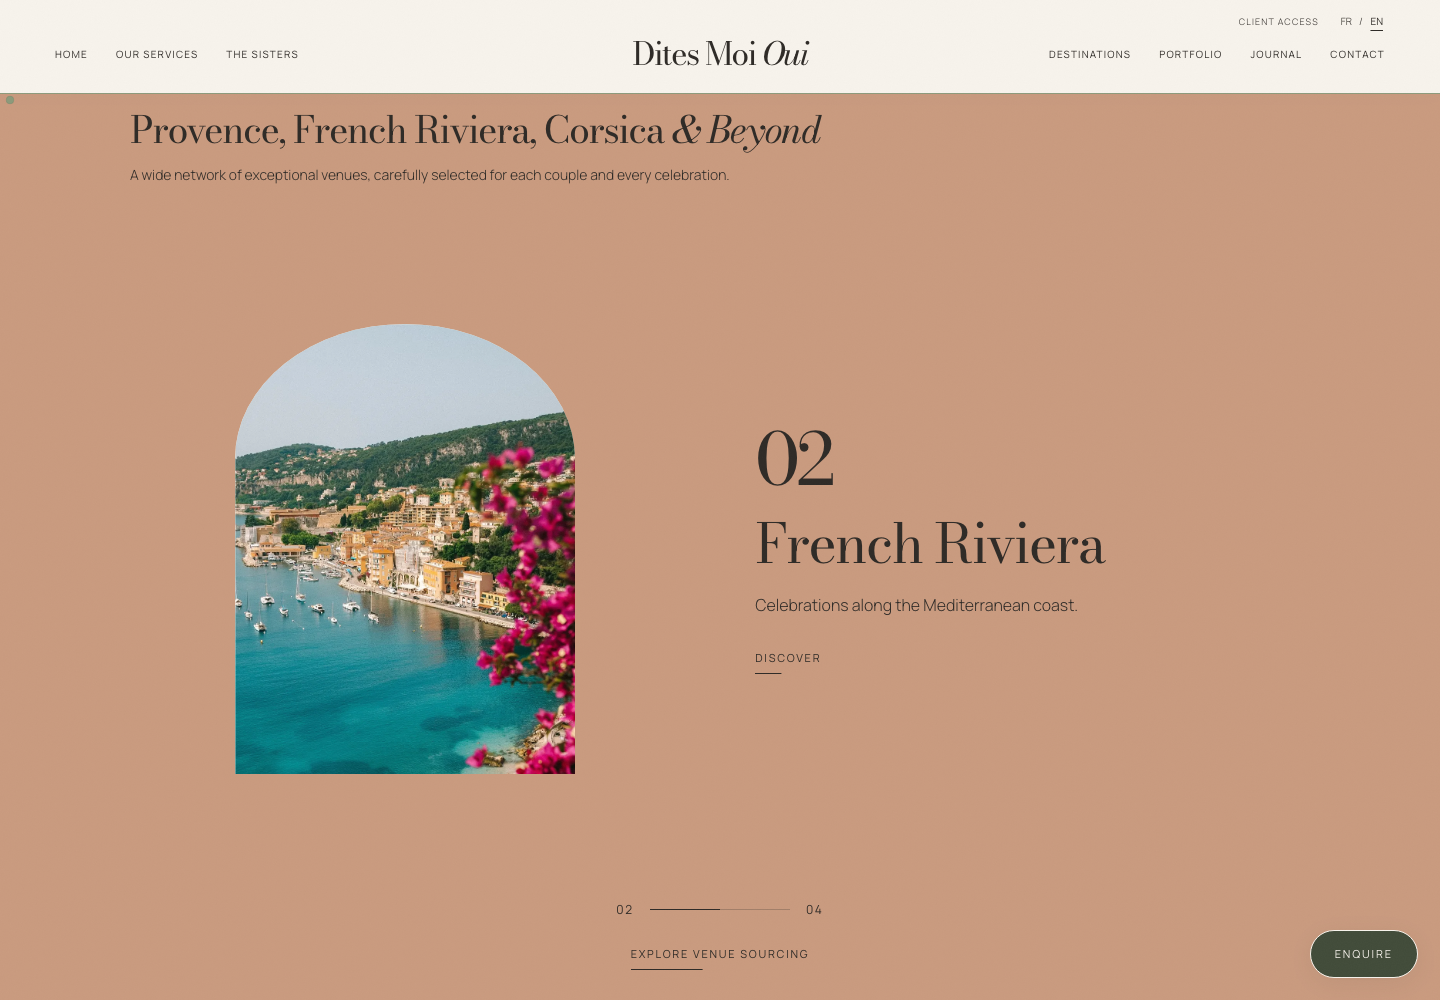 CLIENT ACCESS FR / EN
HOME OUR SERVICES THE SISTERS Dites Moi Oui DESTINATIONS PORTFOLIO JOURNAL CONTACT
Provence, French Riviera, Corsica & Beyond
A wide network of exceptional venues, carefully selected for each couple and every celebration.
02
French Riviera
Celebrations along the Mediterranean coast.
DISCOVER
02 04
EXPLORE VENUE SOURCING
ENQUIRE